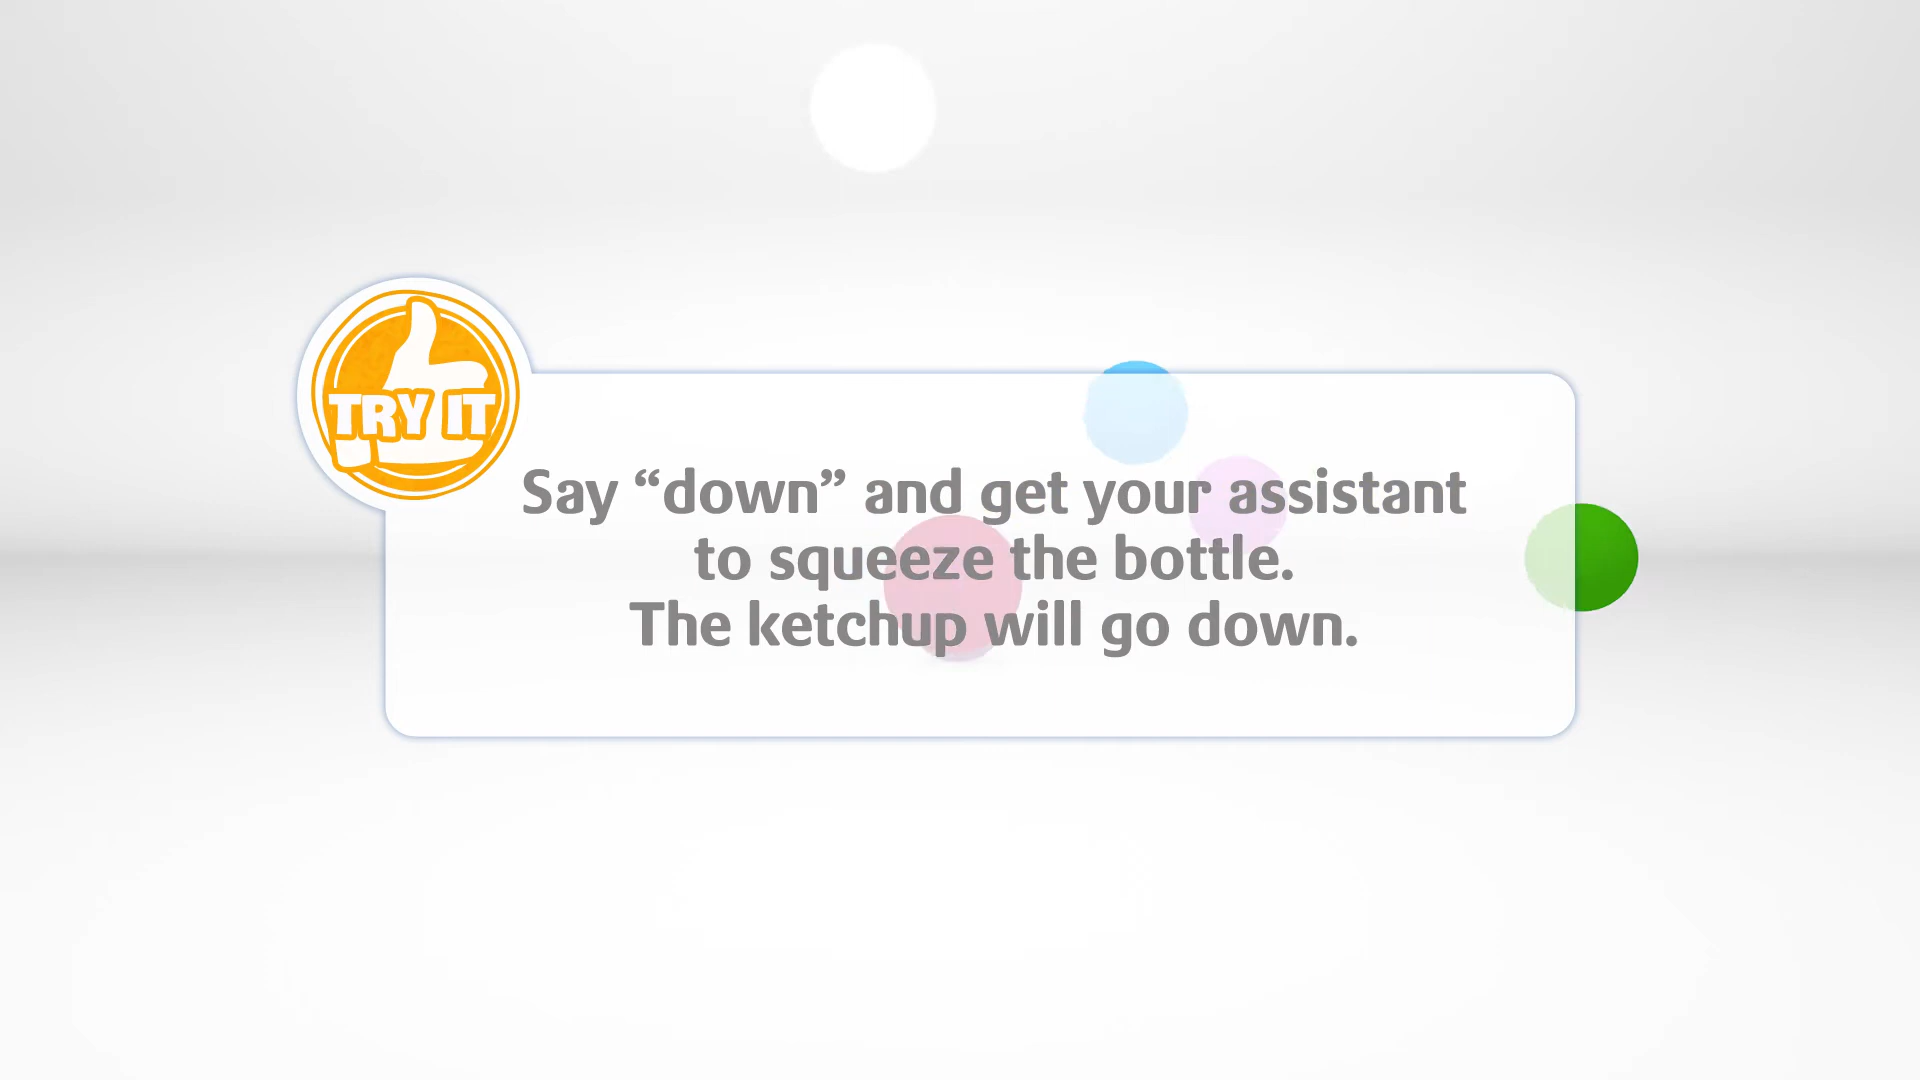 TRY IT
Say “down” and get your assistant
to squeeze the bottle.
The ketchup will go down.